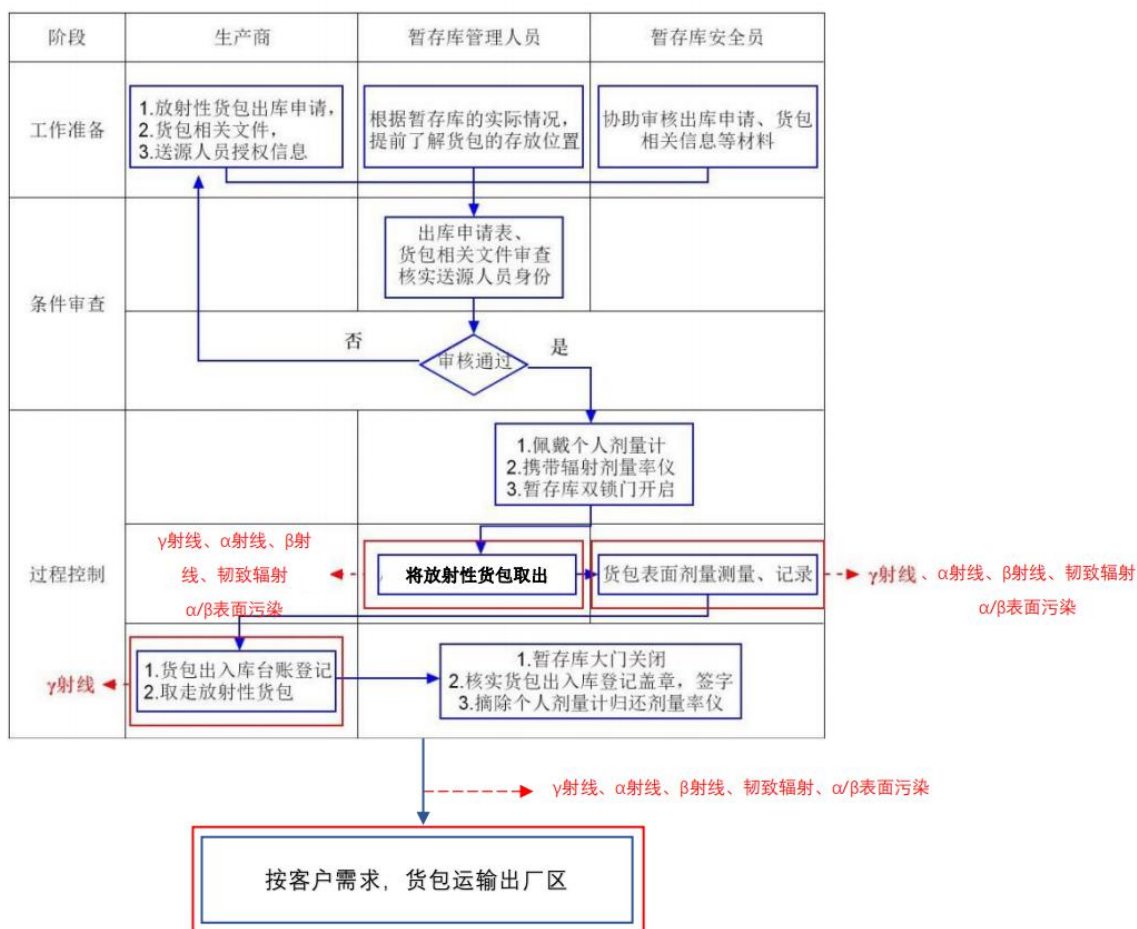 阶段
生产商
暂存库管理人员
暂存库安全员
工作准备
1.放射性货包出库申请，
2.货包相关文件，
3.送源人员授权信息
根据暂存库的实际情况，
提前了解货包的存放位置
协助审核出库申请、货包
相关信息等材料
条件审查
出库申请表、
货包相关文件审查
核实送源人员身份
否
审核通过
是
过程控制
1.佩戴个人剂量计
2.携带辐射剂量率仪
3.暂存库双锁门开启
γ射线、α射线、β射
线、韧致辐射
α/β表面污染
将放射性货包取出
货包表面剂量测量、记录
γ射线、α射线、β射线、韧致辐射
α/β表面污染
γ射线
1.货包出入库台账登记
2.取走放射性货包
1.暂存库大门关闭
2.核实货包出入库登记盖章，签字
3.摘除个人剂量计归还剂量率仪
γ射线、α射线、β射线、韧致辐射、α/β表面污染
按客户需求，货包运输出厂区